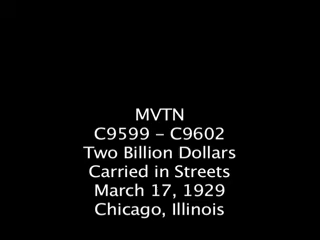 MVTN
C9599 - C9602
Two Billion Dollars
Carried in Streets
March 17, 1929
Chicago, Illinois